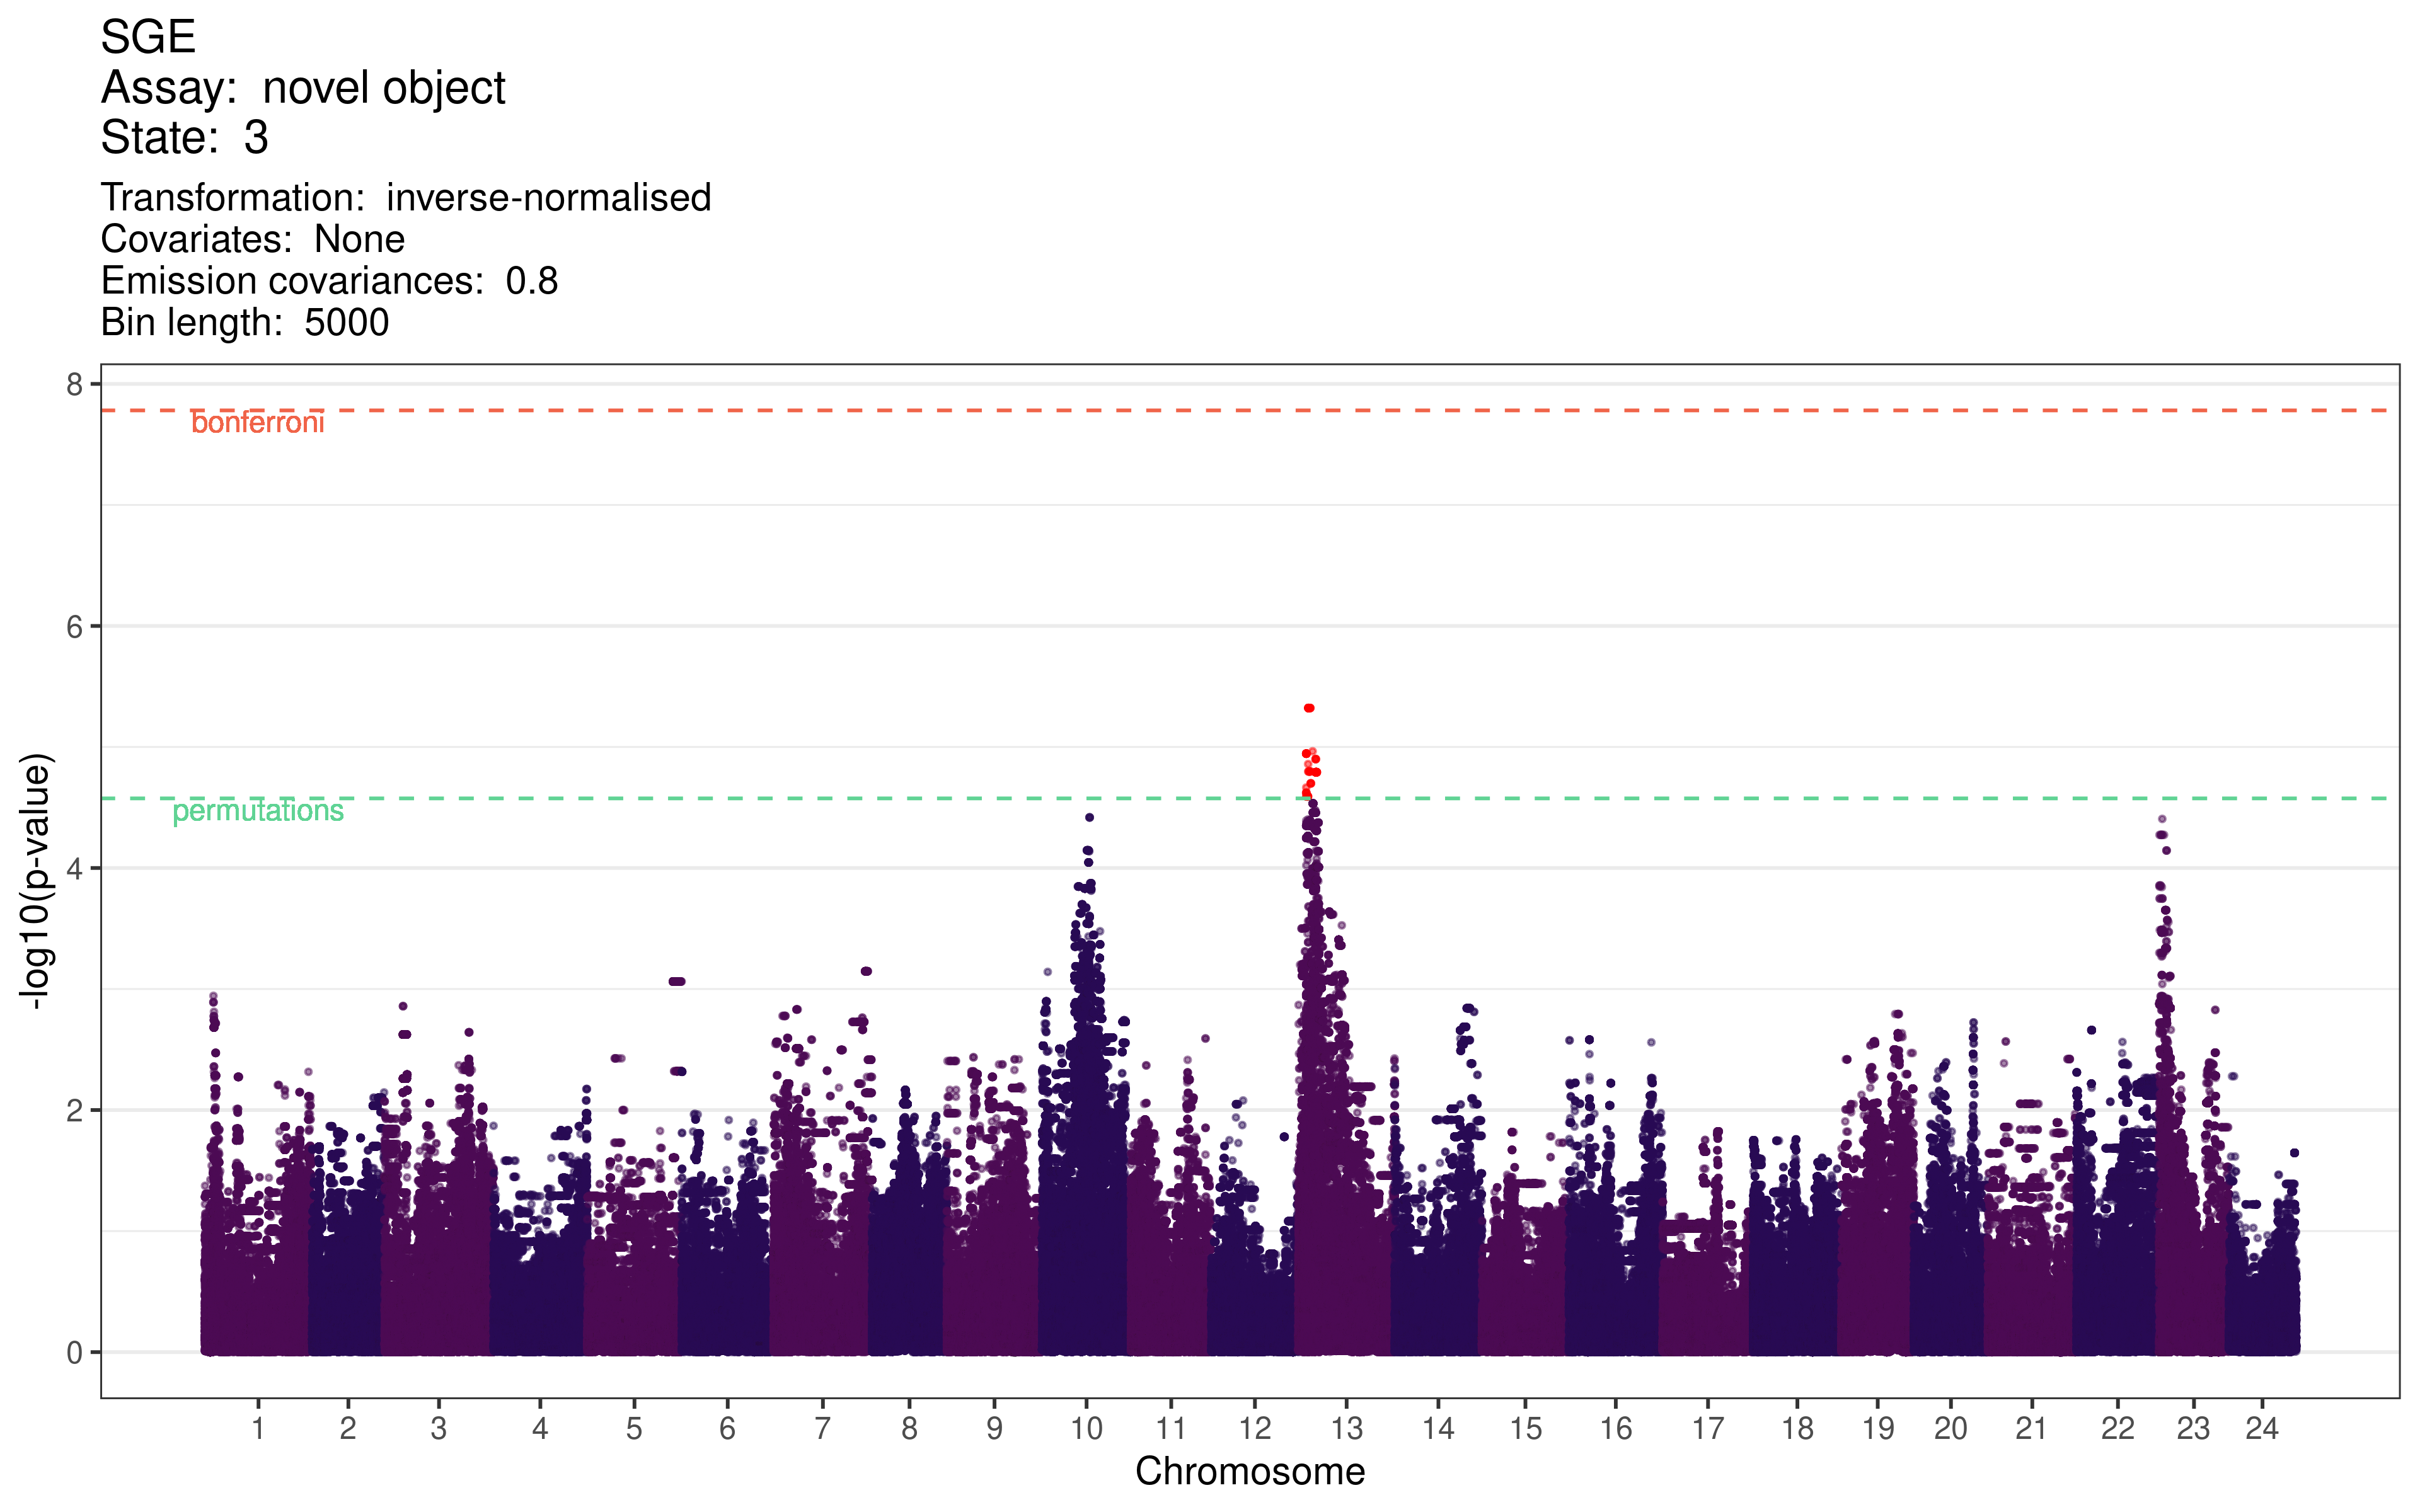 SGE
Assay:  novel object
State:  3
Transformation:  inverse-normalised
Covariates:  None
Emission covariances:  0.8
Bin length:  5000
8
bonferroni
6
permutations
4
2
0
-log10(p-value)
1 2 3 4 5 6 7 8 9 10 11 12 13 14 15 16 17 18 19 20 21 22 23 24
Chromosome